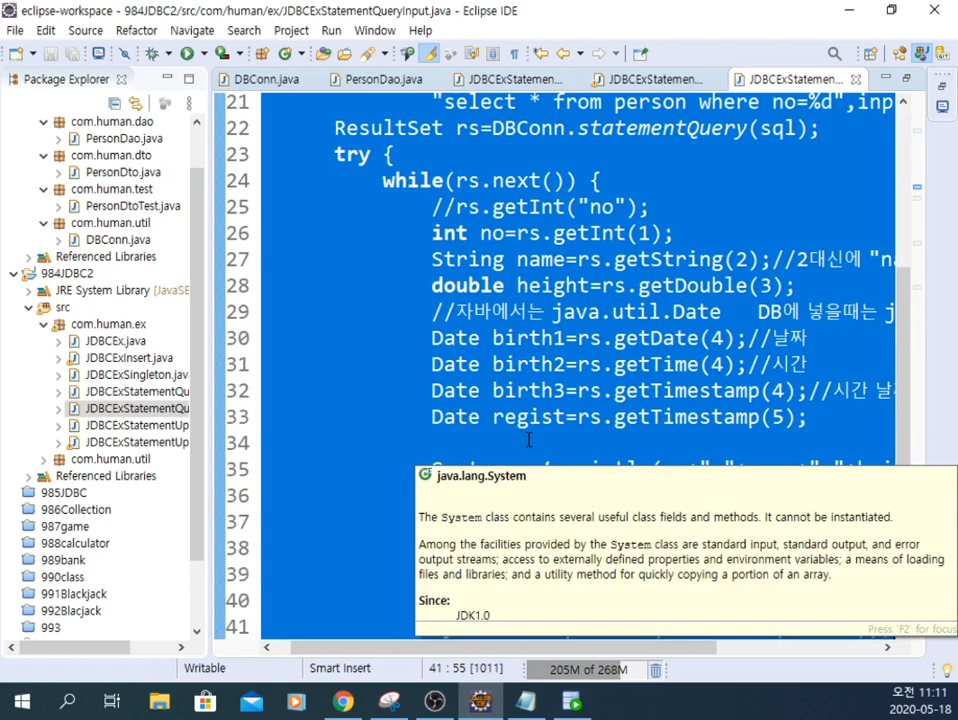 eclipse-workspace - 984JDBC2/src/com/human/ex/JDBCExStatementQueryInput.java - Eclipse IDE
File Edit Source Refactor Navigate Search Project Run Window Help
Package Explorer
DBConn.java
PersonDao.java
JDBCExStatemen...
JDBCExStatemen...
JDBCExStatemen...
com.human.dao
PersonDao.java
com.human.dto
PersonDto.java
com.human.test
PersonDtoTest.java
com.human.util
DBConn.java
Referenced Libraries
984JDBC2
JRE System Library [JavaSE
src
com.human.ex
JDBCEx.java
JDBCExInsert.java
JDBCExSingleton.java
JDBCExStatementQu
JDBCExStatementQu
JDBCExStatementUp
JDBCExStatementUp
com.human.util
Referenced Libraries
985JDBC
986Collection
987game
988calculator
989bank
990class
991Blackjack
992Blacjack
993
21 "select * from person where no=%d",inp
22 ResultSet rs=DBConn.statementQuery(sql);
23 try {
24 while(rs.next()) {
25 //rs.getInt("no");
26 int no=rs.getInt(1);
27 String name=rs.getString(2);//2대신에 "na
28 double height=rs.getDouble(3);
29 //자바에서는 java.util.Date DB에 넣을때는 j
30 Date birth1=rs.getDate(4);//날짜
31 Date birth2=rs.getTime(4);//시간
32 Date birth3=rs.getTimestamp(4);//시간 날
33 Date regist=rs.getTimestamp(5);
34
35
36
37
38
39
40
41
java.lang.System
The System class contains several useful class fields and methods. It cannot be instantiated.
Among the facilities provided by the System class are standard input, standard output, and error
output streams; access to externally defined properties and environment variables; a means of loading
files and libraries; and a utility method for quickly copying a portion of an array.
Since:
JDK1.0
Press 'F2' for focus
Writable
Smart Insert
41 : 55 [1011]
205M of 268M
오전 11:11
2020-05-18